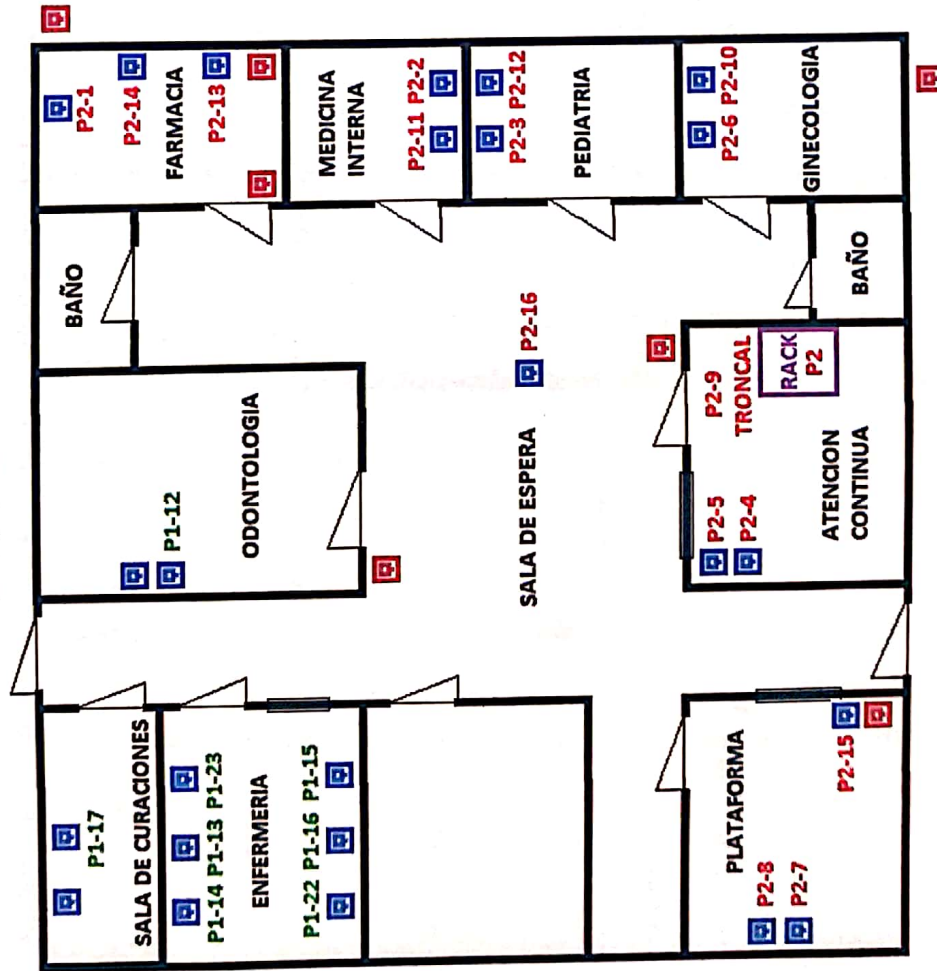 P2-1
P2-14
FARMACIA
P2-13
MEDICINA
INTERNA
P2-11 P2-2
P2-3 P2-12
PEDIATRIA
P2-6 P2-10
GINECOLOGIA
BAÑO
BAÑO
P1-12
ODONTOLOGIA
SALA DE ESPERA
P2-16
P2-9
TRONCAL
RACK
P2
P2-5
P2-4
ATENCION
CONTINUA
P1-17
SALA DE CURACIONES
P1-14 P1-13 P1-23
ENFERMERIA
P1-22 P1-16 P1-15
PLATAFORMA
P2-8
P2-7
P2-15